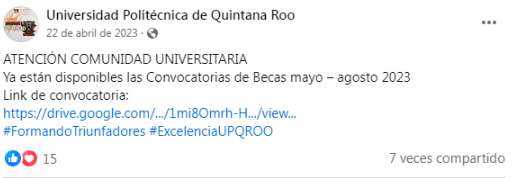 Universidad Politécnica de Quintana Roo
22 de abril de 2023 ·
ATENCIÓN COMUNIDAD UNIVERSITARIA
Ya están disponibles las Convocatorias de Becas mayo – agosto 2023
Link de convocatoria:
https://drive.google.com/.../1mi8Omrh-H.../view...
#FormandoTriunfadores #ExcelenciaUPQROO
15
7 veces compartido